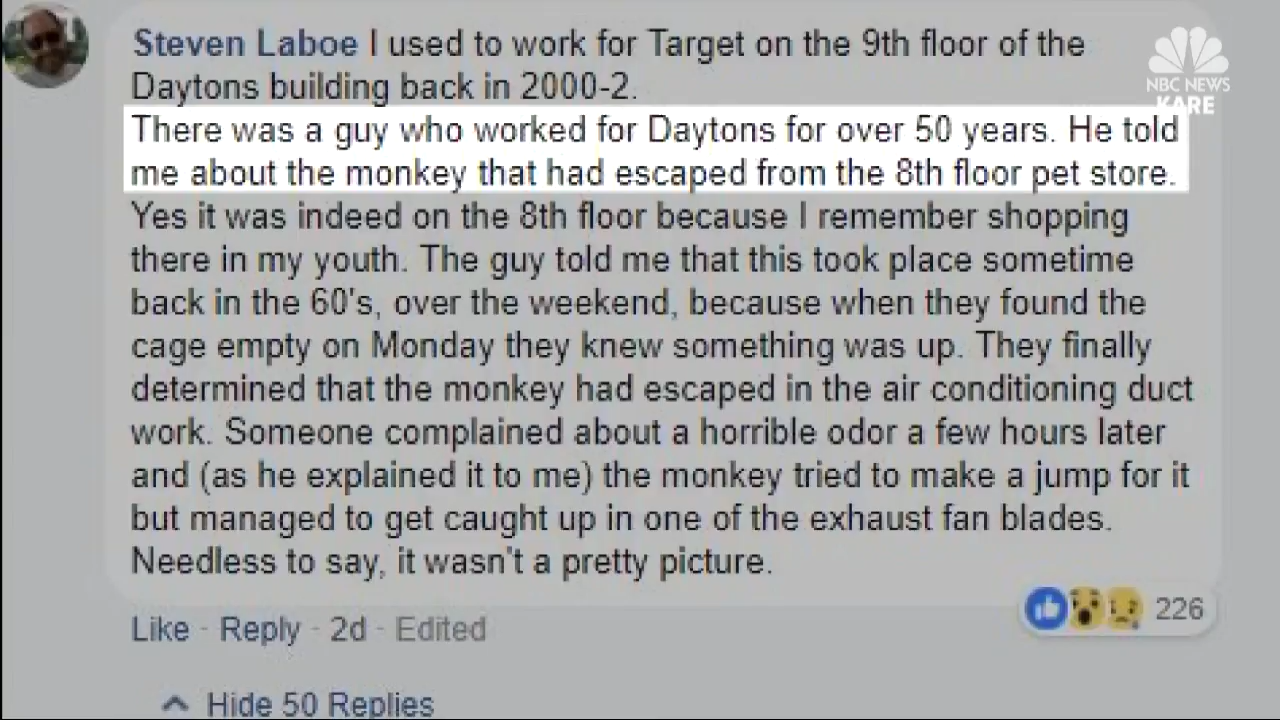 Steven Laboe I used to work for Target on the 9th floor of the
Daytons building back in 2000-2.
There was a guy who worked for Daytons for over 50 years. He told
me about the monkey that had escaped from the 8th floor pet store.
Yes it was indeed on the 8th floor because I remember shopping
there in my youth. The guy told me that this took place sometime
back in the 60's, over the weekend, because when they found the
cage empty on Monday they knew something was up. They finally
determined that the monkey had escaped in the air conditioning duct
work. Someone complained about a horrible odor a few hours later
and (as he explained it to me) the monkey tried to make a jump for it
but managed to get caught up in one of the exhaust fan blades.
Needless to say, it wasn't a pretty picture.
226
Like · Reply · 2d · Edited
Hide 50 Replies
NBC NEWS
KARE